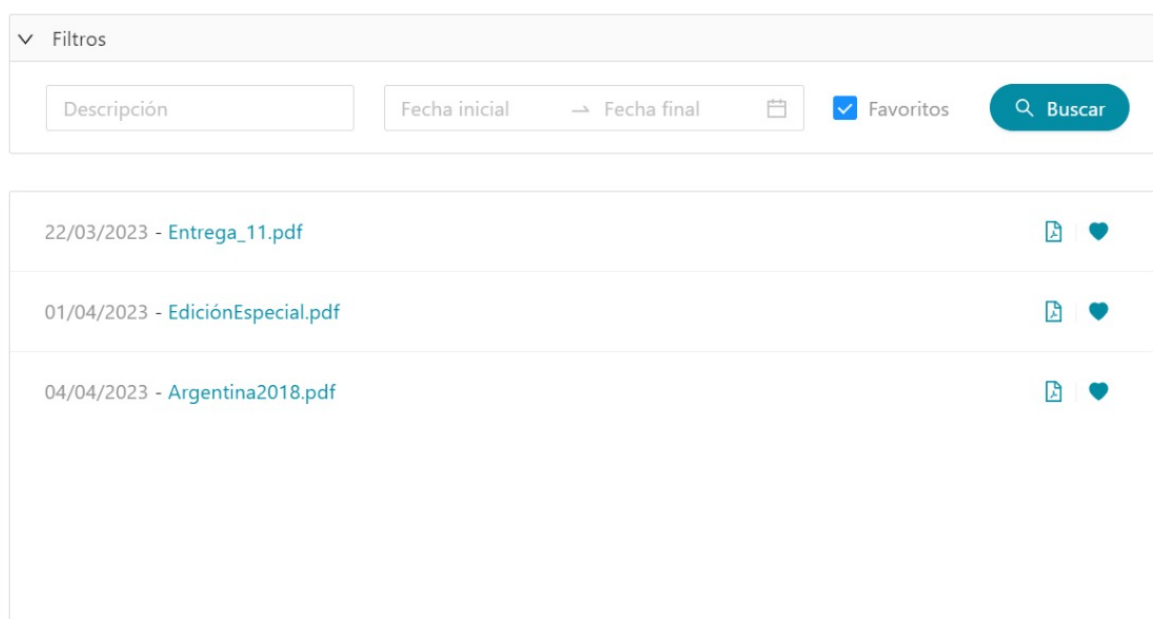 Filtros
Descripción Fecha inicial → Fecha final Favoritos Buscar
22/03/2023 - Entrega_11.pdf
01/04/2023 - EdiciónEspecial.pdf
04/04/2023 - Argentina2018.pdf